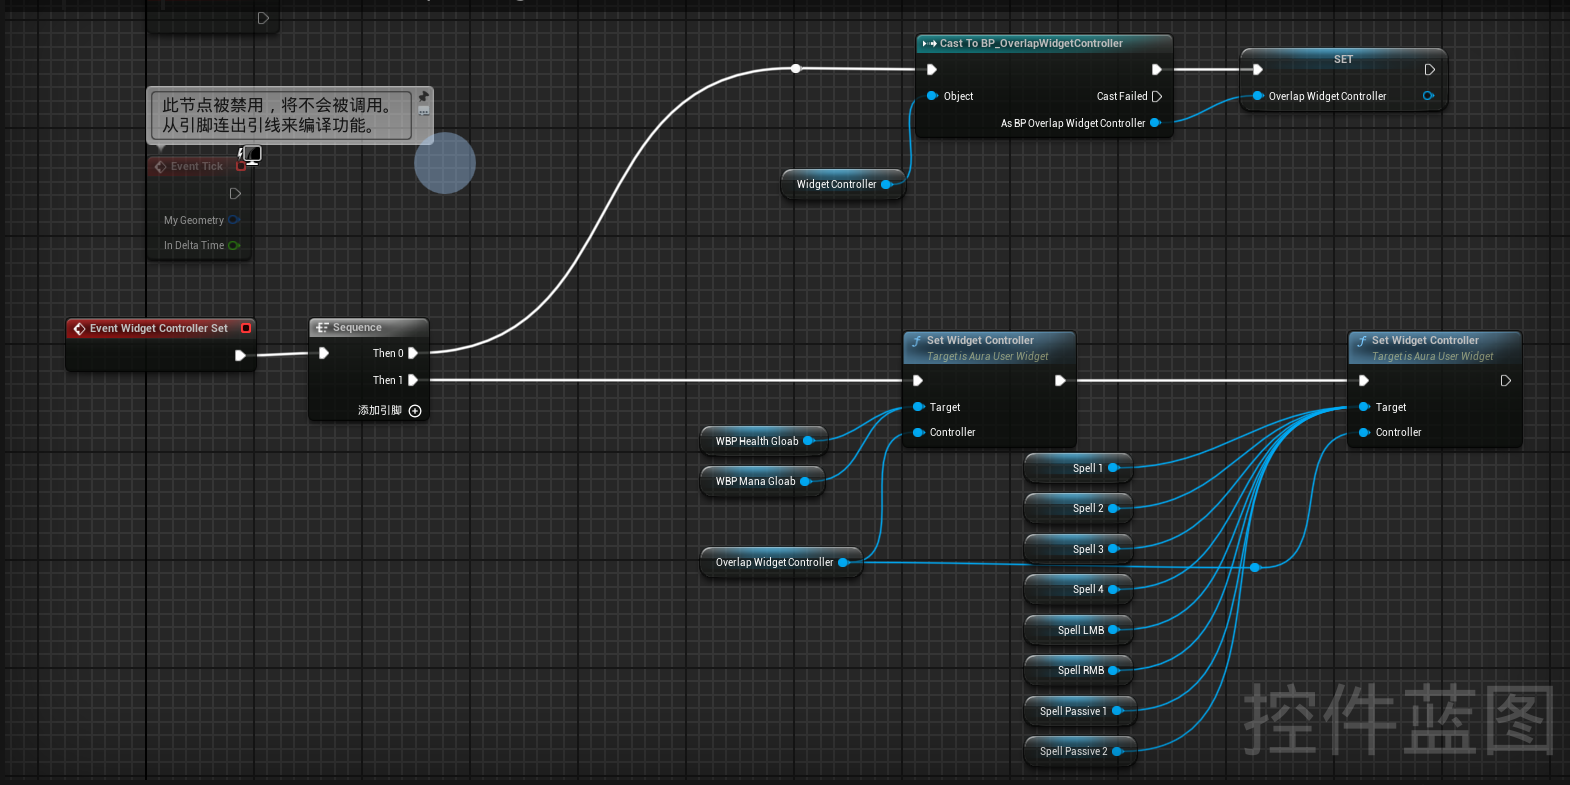 Cast To BP_OverlapWidgetController
Object
Cast Failed
As BP Overlap Widget Controller
SET
Overlap Widget Controller
此节点被禁用，将不会被调用。
从引脚连出引线来编译功能。
Event Tick
My Geometry
In Delta Time
Widget Controller
Event Widget Controller Set
Sequence
Then 0
Then 1
添加引脚
Set Widget Controller
Target is Aura User Widget
Target
Controller
Set Widget Controller
Target is Aura User Widget
Target
Controller
WBP Health Gloab
WBP Mana Gloab
Overlap Widget Controller
Spell 1
Spell 2
Spell 3
Spell 4
Spell LMB
Spell RMB
Spell Passive 1
Spell Passive 2
控件蓝图